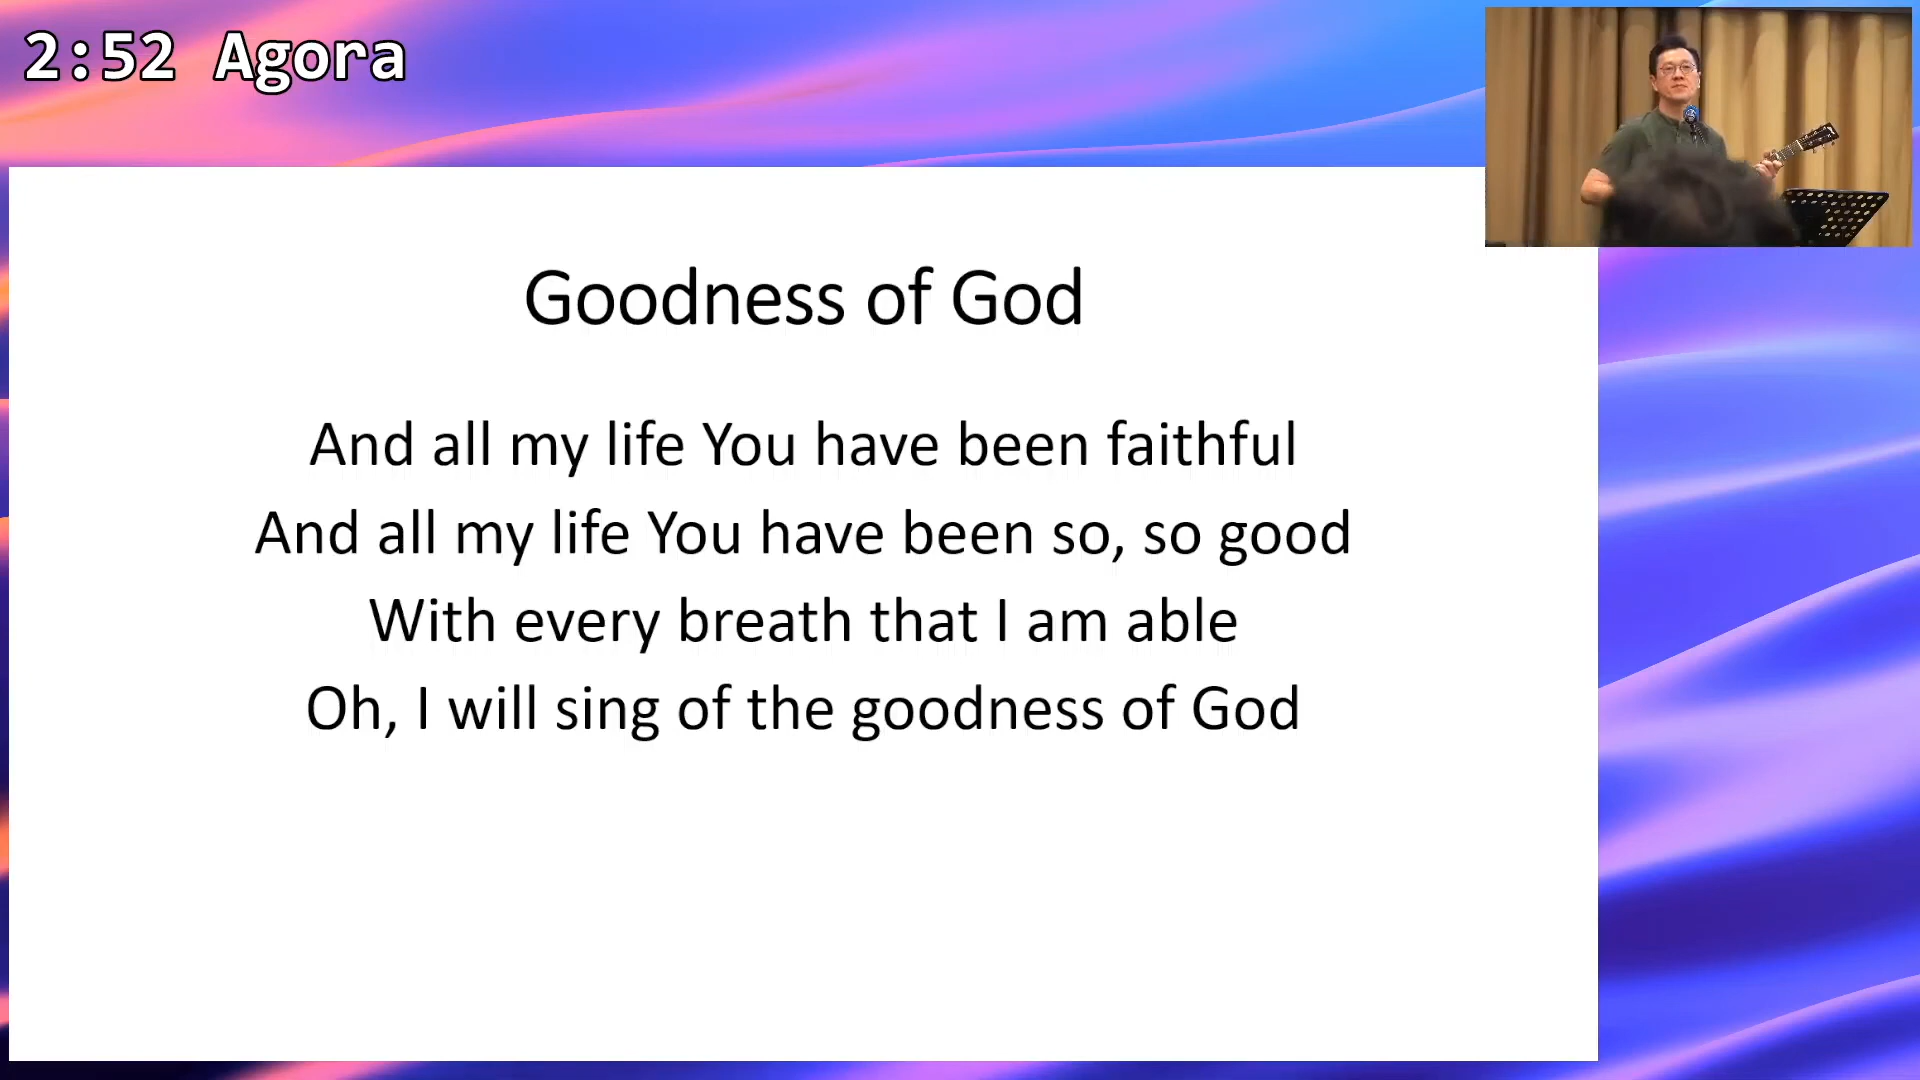 2:52 Agora
Goodness of God
And all my life You have been faithful
And all my life You have been so, so good
With every breath that I am able
Oh, I will sing of the goodness of God